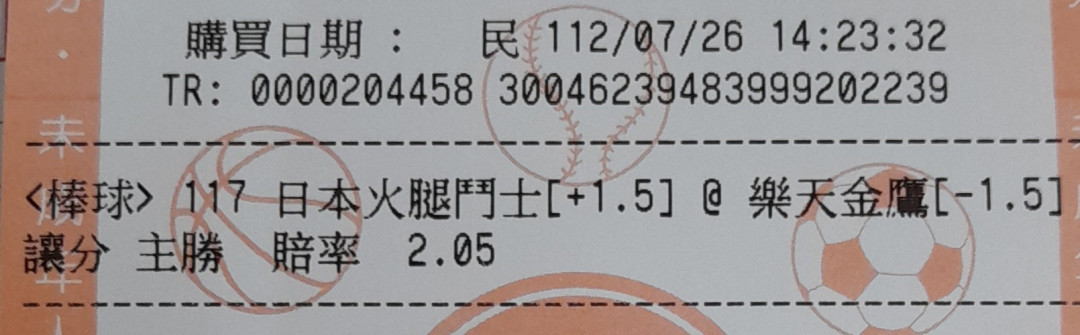 購買日期 : 民 112/07/26 14:23:32
TR: 0000204458 30046239483999202239
<棒球> 117 日本火腿鬥士[+1.5] @ 樂天金鷹[-1.5]
讓分 主勝 賠率 2.05
未